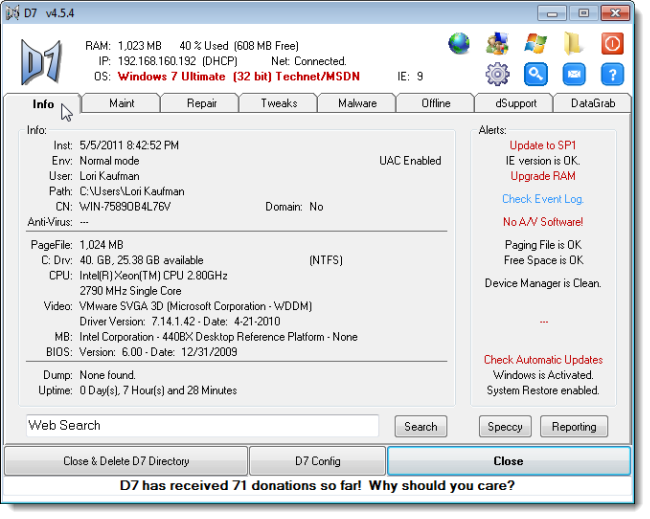 D7 v4.5.4
D7
RAM: 1,023 MB 40 % Used (608 MB Free)
IP: 192.168.160.192 (DHCP) Net: Connected.
OS: Windows 7 Ultimate (32 bit) Technet/MSDN IE: 9
Info Maint Repair Tweaks Malware Offline dSupport DataGrab
Info:
Inst: 5/5/2011 8:42:52 PM
Env: Normal mode UAC Enabled
User: Lori Kaufman
Path: C:\Users\Lori Kaufman
CN: WIN-7589OB4L76V Domain: No
Anti-Virus: ---
PageFile: 1,024 MB
C: Drv: 40. GB, 25.38 GB available (NTFS)
CPU: Intel(R) Xeon(TM) CPU 2.80GHz
2790 MHz Single Core
Video: VMware SVGA 3D (Microsoft Corporation - WDDM)
Driver Version: 7.14.1.42 - Date: 4-21-2010
MB: Intel Corporation - 440BX Desktop Reference Platform - None
BIOS: Version: 6.00 - Date: 12/31/2009
Dump: None found.
Uptime: 0 Day(s), 7 Hour(s) and 28 Minutes
Alerts:
Update to SP1
IE version is OK.
Upgrade RAM
Check Event Log.
No A/V Software!
Paging File is OK
Free Space is OK
Device Manager is Clean.
...
Check Automatic Updates
Windows is Activated.
System Restore enabled.
Web Search Search Speccy Reporting
Close & Delete D7 Directory D7 Config Close
D7 has received 71 donations so far! Why should you care?